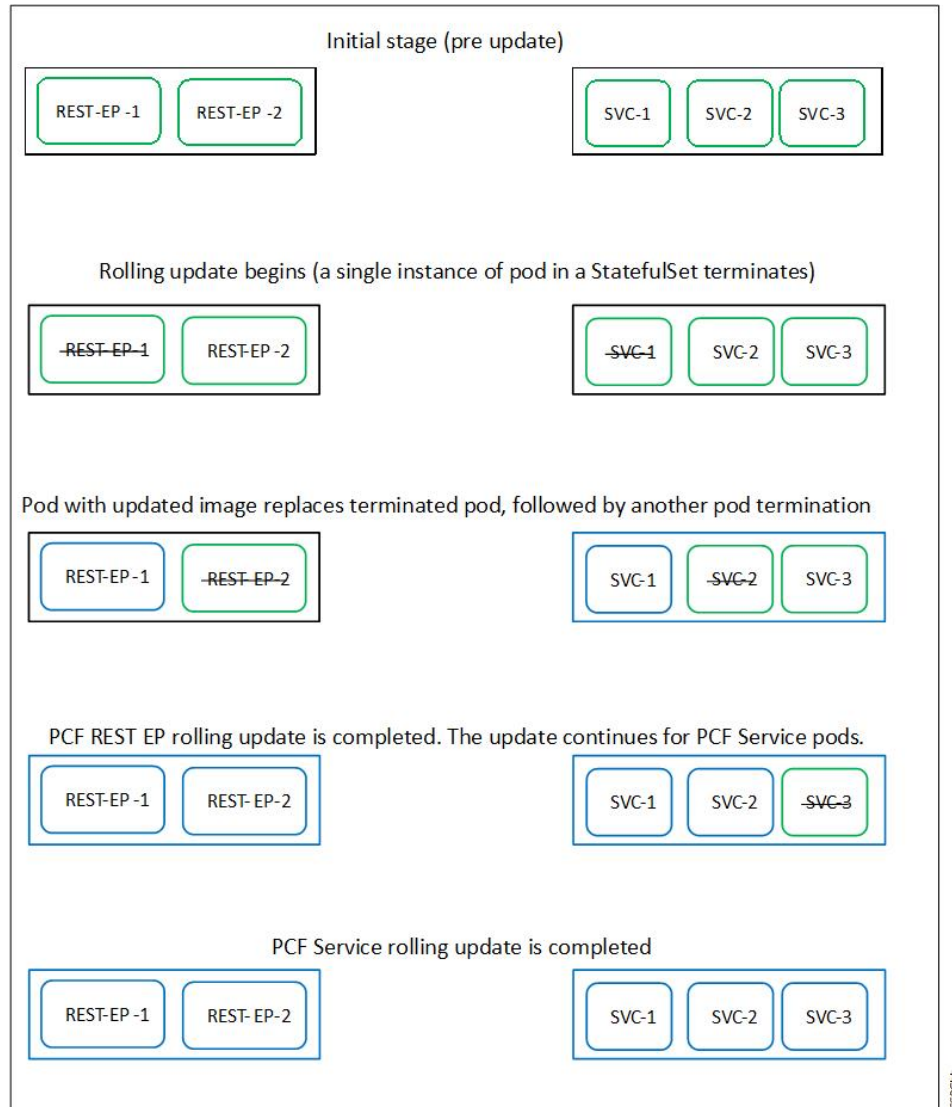 Initial stage (pre update)
REST-EP -1 REST-EP -2 SVC-1 SVC-2 SVC-3
Rolling update begins (a single instance of pod in a StatefulSet terminates)
REST- EP-1 REST-EP -2 SVC-1 SVC-2 SVC-3
Pod with updated image replaces terminated pod, followed by another pod termination
REST-EP -1 REST EP-2 SVC-1 SVC-2 SVC-3
PCF REST EP rolling update is completed. The update continues for PCF Service pods.
REST-EP -1 REST- EP-2 SVC-1 SVC-2 SVC-3
PCF Service rolling update is completed
REST-EP -1 REST- EP-2 SVC-1 SVC-2 SVC-3